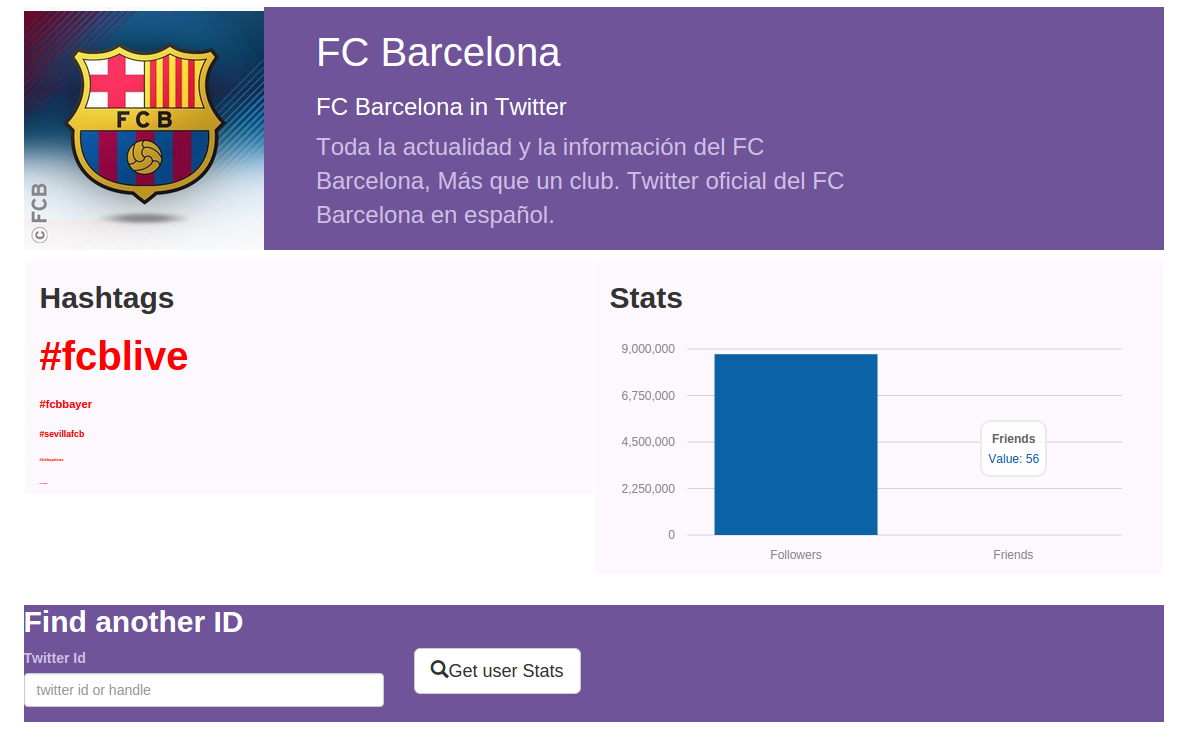 FCB
© FCB
FC Barcelona
FC Barcelona in Twitter
Toda la actualidad y la información del FC
Barcelona, Más que un club. Twitter oficial del FC
Barcelona en español.
Hashtags
#fcblive
#fcbbayer
#sevillafcb
Stats
9,000,000
6,750,000
4,500,000
2,250,000
0
Friends
Value: 56
Followers
Friends
Find another ID
Twitter Id
twitter id or handle
Get user Stats